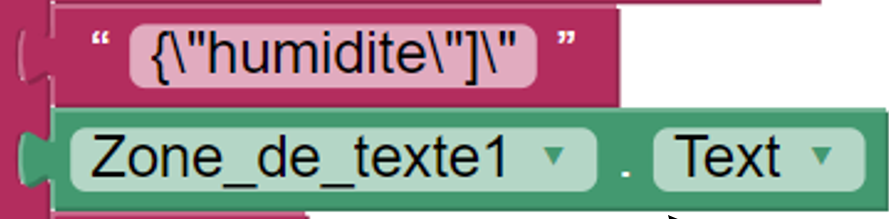 “ {\"humidite\"]\" ”
Zone_de_texte1 ▼ . Text ▼